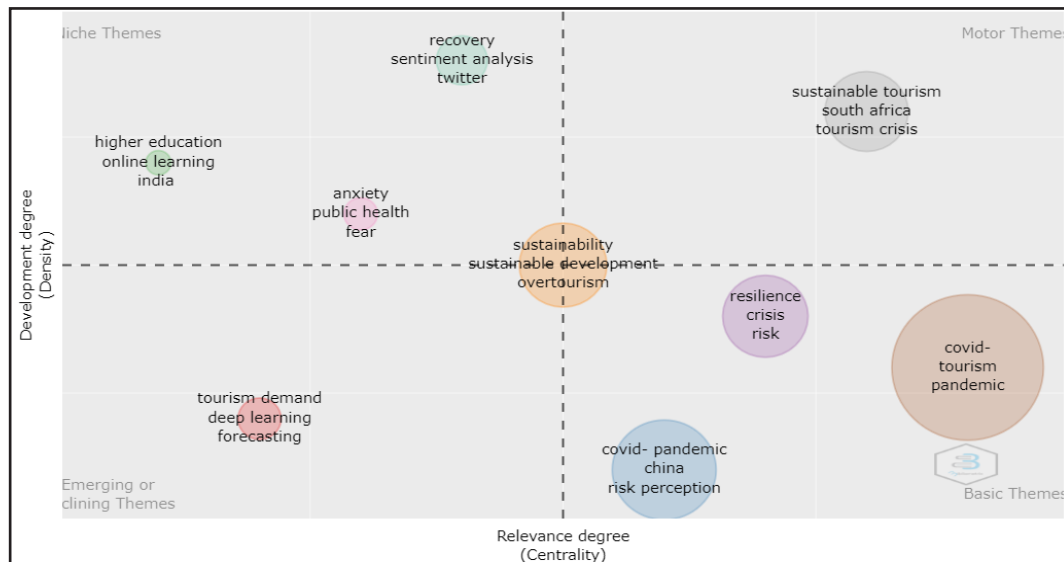 Niche Themes
Motor Themes
recovery
sentiment analysis
twitter
sustainable tourism
south africa
tourism crisis
higher education
online learning
india
anxiety
public health
fear
sustainability
sustainable development
overtourism
resilience
crisis
risk
covid-
tourism
pandemic
tourism demand
deep learning
forecasting
covid- pandemic
china
risk perception
Emerging or
clining Themes
Basic Themes
Development degree
(Density)
Relevance degree
(Centrality)